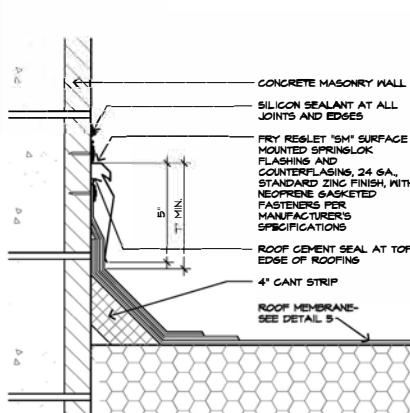 CONCRETE MASONRY WALL
SILICON SEALANT AT ALL
JOINTS AND EDGES
FRY REGLET "SM" SURFACE
MOUNTED SPRINGLOK
FLASHING AND
COUNTERFLASING, 24 GA.,
STANDARD ZINC FINISH, WITH
NEOPRENE GASKETED
FASTENERS PER
MANUFACTURER'S
SPECIFICATIONS
5"
7" MIN.
ROOF CEMENT SEAL AT TOP
EDGE OF ROOFING
4" CANT STRIP
ROOF MEMBRANE-
SEE DETAIL 5